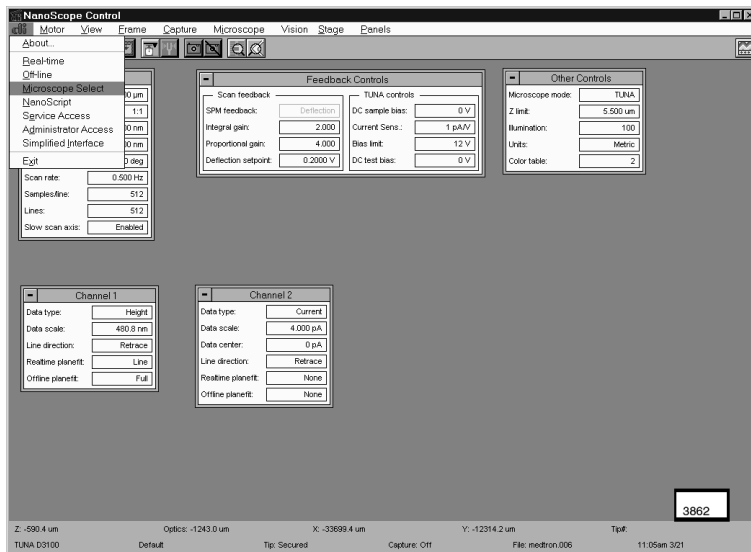 NanoScope Control
di Motor View Frame Capture Microscope Vision Stage Panels
About...
Real-time
Off-line
Microscope Select
NanoScript
Service Access
Administrator Access
Simplified Interface
Exit
µm
1:1
nm
nm
deg
Scan rate: 0.500 Hz
Samples/line: 512
Lines: 512
Slow scan axis: Enabled
Feedback Controls
Scan feedback
SPM feedback: Deflection
Integral gain: 2.000
Proportional gain: 4.000
Deflection setpoint: 0.2000 V
TUNA controls
DC sample bias: 0 V
Current Sens.: 1 pA/V
Bias limit: 12 V
DC test bias: 0 V
Other Controls
Microscope mode: TUNA
Z limit: 5.500 um
Illumination: 100
Units: Metric
Color table: 2
Channel 1
Data type: Height
Data scale: 480.8 nm
Line direction: Retrace
Realtime planefit: Line
Offline planefit: Full
Channel 2
Data type: Current
Data scale: 4.000 pA
Data center: 0 pA
Line direction: Retrace
Realtime planefit: None
Offline planefit: None
3862
Z: -590.4 um Optics: -1243.0 um X: -33699.4 um Y: -12314.2 um Tip#:
TUNA D3100 Default Tip: Secured Capture: Off File: medtron.006 11:05am 3/21